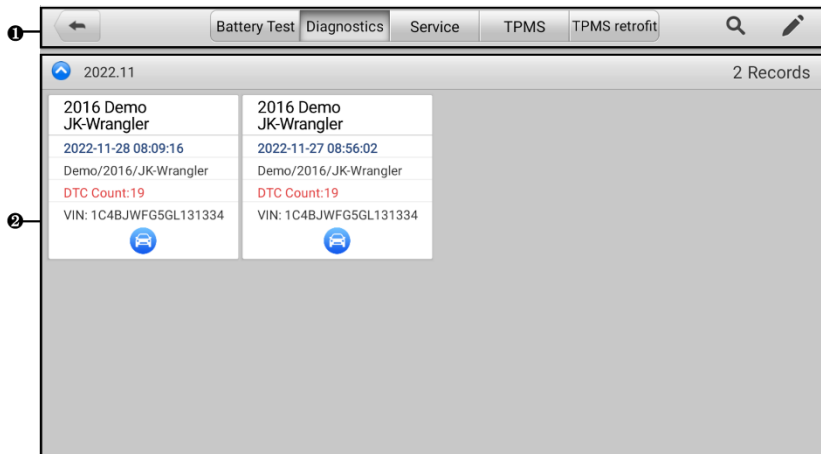 ❶
Battery Test Diagnostics Service TPMS TPMS retrofit
2022.11 2 Records
2016 Demo
JK-Wrangler
2022-11-28 08:09:16
Demo/2016/JK-Wrangler
DTC Count:19
VIN: 1C4BJWFG5GL131334
2016 Demo
JK-Wrangler
2022-11-27 08:56:02
Demo/2016/JK-Wrangler
DTC Count:19
VIN: 1C4BJWFG5GL131334
❷